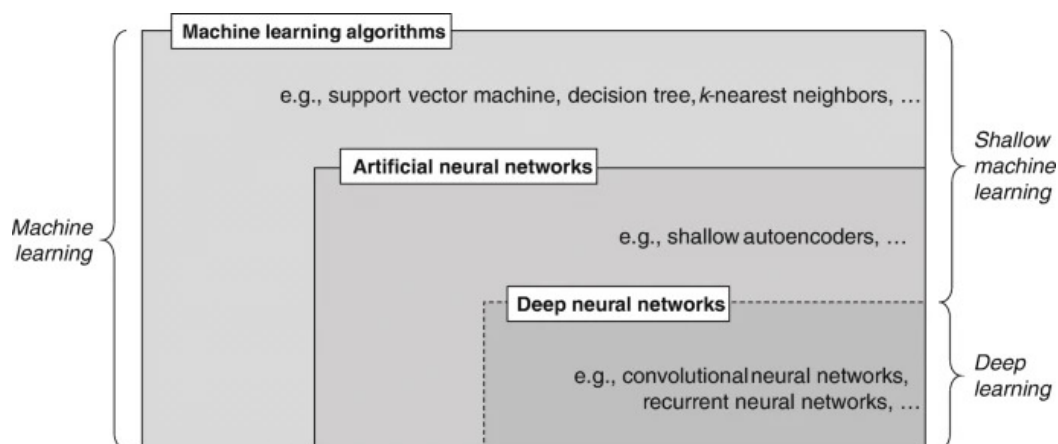 Machine learning algorithms
e.g., support vector machine, decision tree, k-nearest neighbors, …
Shallow
machine
learning
Artificial neural networks
Machine
learning
e.g., shallow autoencoders, …
Deep neural networks
e.g., convolutional neural networks,
recurrent neural networks, …
Deep
learning